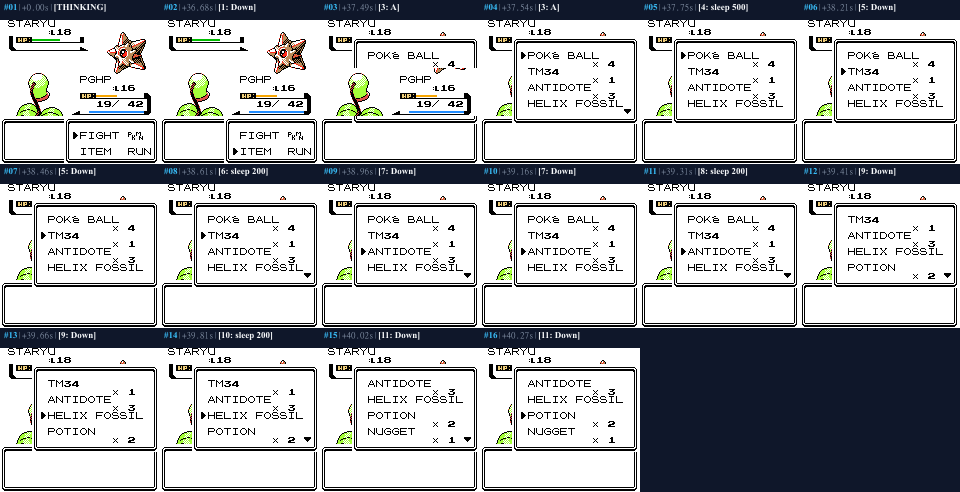 #01|+0.00s|[THINKING]
STARYU
:L18
HP:
PGHP
:L16
HP:
19/ 42
▶FIGHT PKMN
ITEM RUN
#02|+36.68s|[1: Down]
STARYU
:L18
HP:
PGHP
:L16
HP:
19/ 42
FIGHT PKMN
▶ITEM RUN
#03|+37.49s|[3: A]
STARYU
:L18
HP:
POKé BALL
× 4
PGHP
:L16
HP:
19/ 42
#04|+37.54s|[3: A]
STARYU
:L18
▶POKé BALL
× 4
TM34
× 1
ANTIDOTE
× 3
HELIX FOSSIL
▼
#05|+37.75s|[4: sleep 500]
STARYU
:L18
▶POKé BALL
× 4
TM34
× 1
ANTIDOTE
× 3
HELIX FOSSIL
#06|+38.21s|[5: Down]
STARYU
:L18
POKé BALL
× 4
▶TM34
× 1
ANTIDOTE
× 3
HELIX FOSSIL
#07|+38.46s|[5: Down]
STARYU
:L18
POKé BALL
× 4
▶TM34
× 1
ANTIDOTE
× 3
HELIX FOSSIL
#08|+38.61s|[6: sleep 200]
STARYU
:L18
POKé BALL
× 4
▶TM34
× 1
ANTIDOTE
× 3
HELIX FOSSIL
▼
#09|+38.96s|[7: Down]
STARYU
:L18
POKé BALL
× 4
TM34
× 1
▶ANTIDOTE
× 3
HELIX FOSSIL
▼
#10|+39.16s|[7: Down]
STARYU
:L18
POKé BALL
× 4
TM34
× 1
▶ANTIDOTE
× 3
HELIX FOSSIL
▼
#11|+39.31s|[8: sleep 200]
STARYU
:L18
POKé BALL
× 4
TM34
× 1
▶ANTIDOTE
× 3
HELIX FOSSIL
▼
#12|+39.41s|[9: Down]
STARYU
:L18
TM34
× 1
ANTIDOTE
× 3
HELIX FOSSIL
POTION
× 2 ▼
#13|+39.66s|[9: Down]
STARYU
:L18
TM34
× 1
ANTIDOTE
× 3
▶HELIX FOSSIL
POTION
× 2
#14|+39.81s|[10: sleep 200]
STARYU
:L18
TM34
× 1
ANTIDOTE
× 3
▶HELIX FOSSIL
POTION
× 2 ▼
#15|+40.02s|[11: Down]
STARYU
:L18
ANTIDOTE
× 3
HELIX FOSSIL
POTION
× 2
NUGGET
× 1 ▼
#16|+40.27s|[11: Down]
STARYU
:L18
ANTIDOTE
× 3
HELIX FOSSIL
▶POTION
× 2
NUGGET
× 1